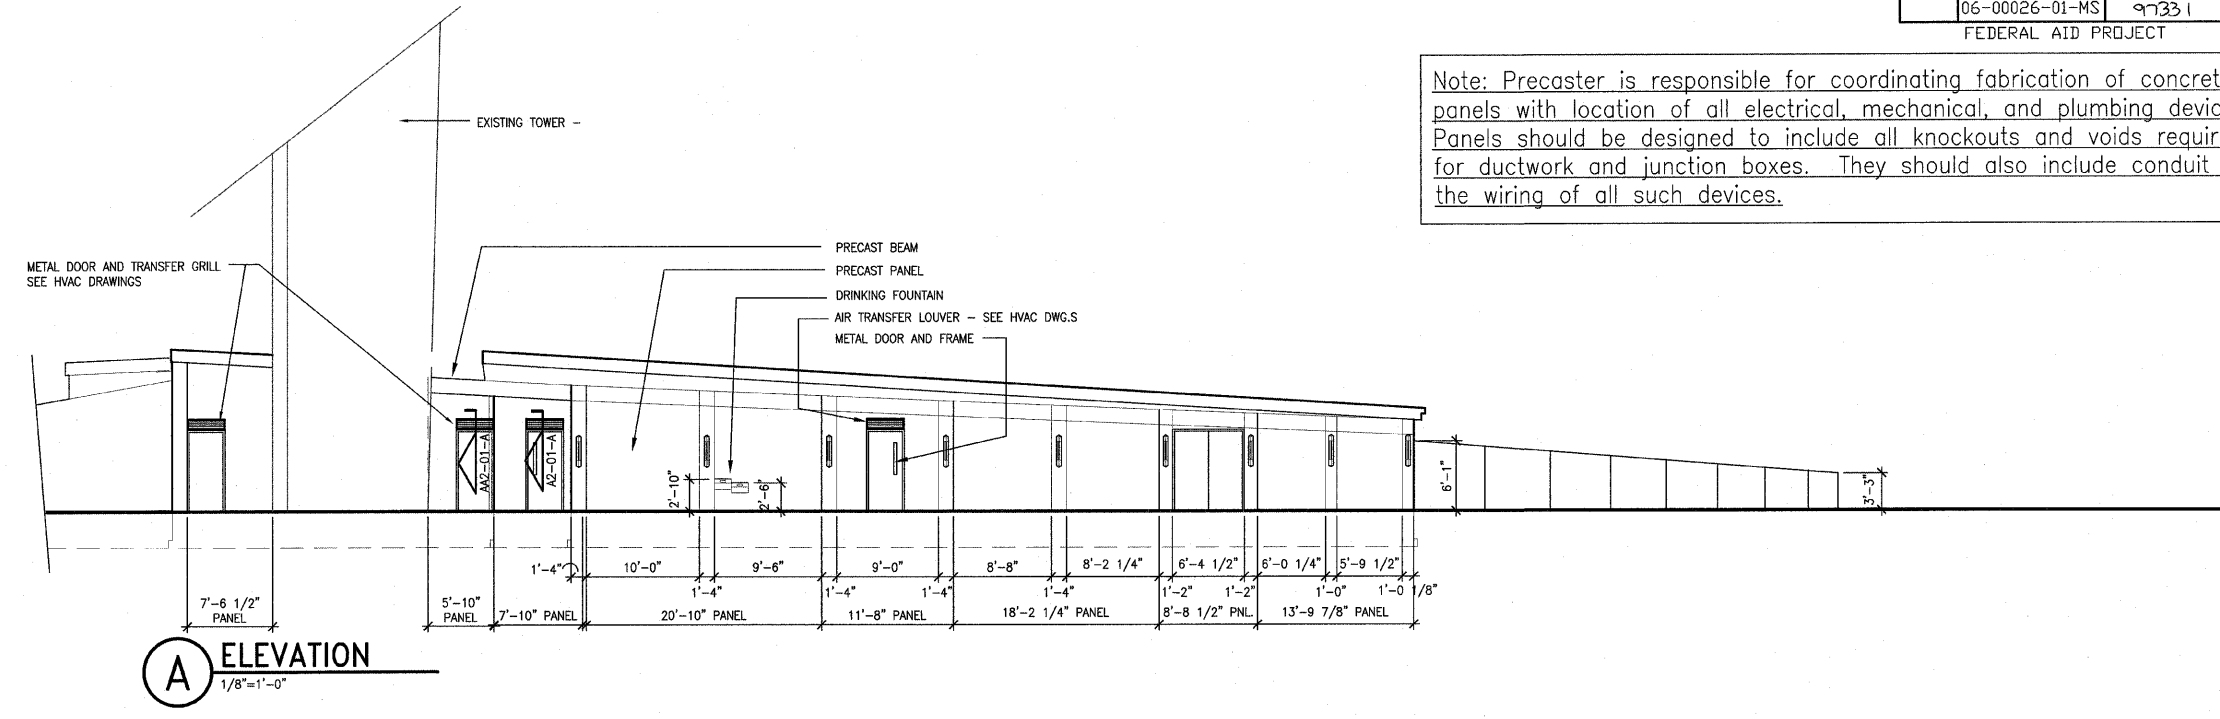 06-00026-01-MS 97331
FEDERAL AID PROJECT
Note: Precaster is responsible for coordinating fabrication of concret
panels with location of all electrical, mechanical, and plumbing devic
Panels should be designed to include all knockouts and voids requir
for ductwork and junction boxes. They should also include conduit
the wiring of all such devices.
EXISTING TOWER -
METAL DOOR AND TRANSFER GRILL
SEE HVAC DRAWINGS
PRECAST BEAM
PRECAST PANEL
DRINKING FOUNTAIN
AIR TRANSFER LOUVER - SEE HVAC DWG.S
METAL DOOR AND FRAME
AA2-01-A
A2-01-A
2'-10"
2'-6"
6'-1"
3'-3"
1'-4" 10'-0" 9'-6" 9'-0" 8'-8" 8'-2 1/4" 6'-4 1/2" 6'-0 1/4" 5'-9 1/2"
1'-4" 1'-4" 1'-4" 1'-4" 1'-2" 1'-2" 1'-0" 1'-0 1/8"
7'-6 1/2"
PANEL
5'-10"
PANEL
7'-10" PANEL 20'-10" PANEL 11'-8" PANEL 18'-2 1/4" PANEL 8'-8 1/2" PNL. 13'-9 7/8" PANEL
A
ELEVATION
1/8"=1'-0"